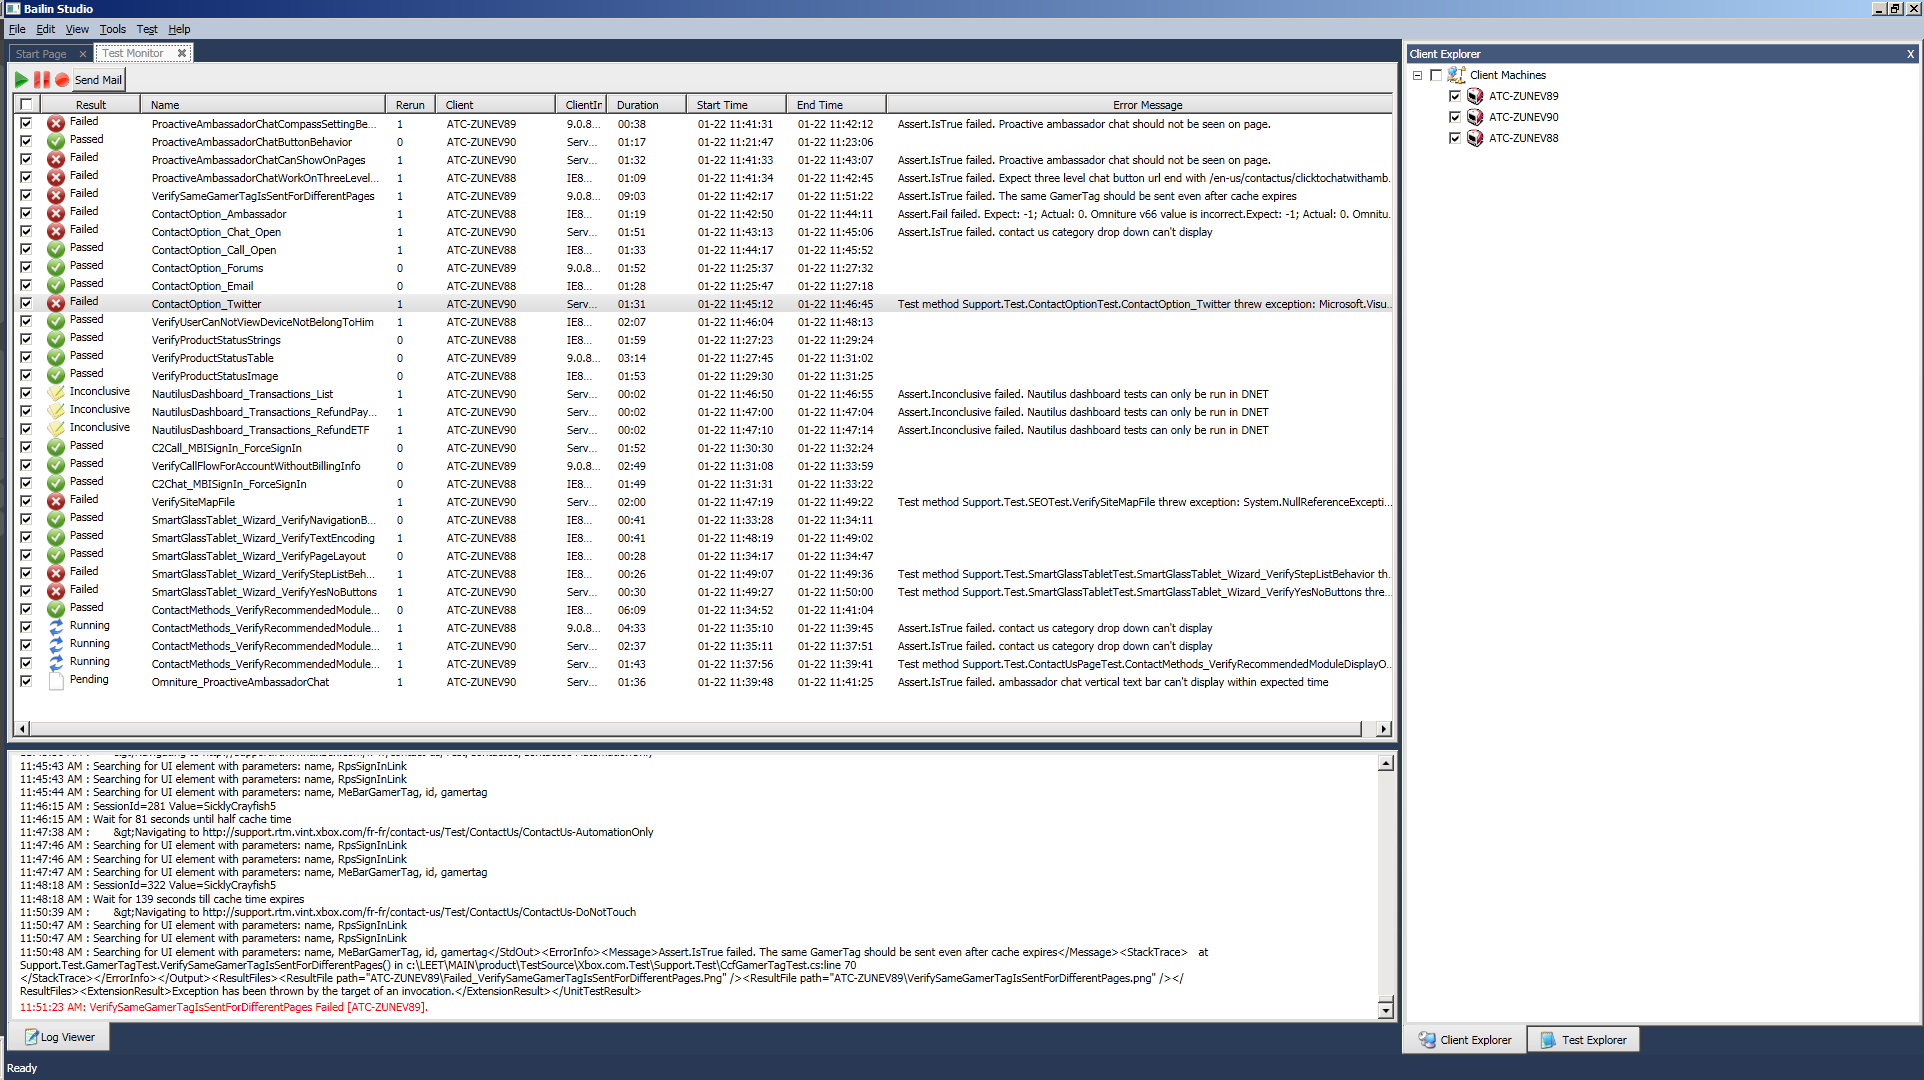 Bailin Studio
File Edit View Tools Test Help
Start Page Test Monitor
Send Mail
Result Name Rerun Client ClientIr Duration Start Time End Time Error Message
Failed ProactiveAmbassadorChatCompassSettingBe... 1 ATC-ZUNEV89 9.0.8... 00:38 01-22 11:41:31 01-22 11:42:12 Assert.IsTrue failed. Proactive ambassador chat should not be seen on page.
Passed ProactiveAmbassadorChatButtonBehavior 0 ATC-ZUNEV90 Serv... 01:17 01-22 11:21:47 01-22 11:23:06
Failed ProactiveAmbassadorChatCanShowOnPages 1 ATC-ZUNEV90 Serv... 01:32 01-22 11:41:33 01-22 11:43:07 Assert.IsTrue failed. Proactive ambassador chat should not be seen on page.
Failed ProactiveAmbassadorChatWorkOnThreeLevel... 1 ATC-ZUNEV88 IE8... 01:09 01-22 11:41:34 01-22 11:42:45 Assert.IsTrue failed. Expect three level chat button url end with /en-us/contactus/clicktochatwithamb...
Failed VerifySameGamerTagIsSentForDifferentPages 1 ATC-ZUNEV89 9.0.8... 09:03 01-22 11:42:17 01-22 11:51:22 Assert.IsTrue failed. The same GamerTag should be sent even after cache expires
Failed ContactOption_Ambassador 1 ATC-ZUNEV88 IE8... 01:19 01-22 11:42:50 01-22 11:44:11 Assert.Fail failed. Expect: -1; Actual: 0. Omniture v66 value is incorrect.Expect: -1; Actual: 0. Omnitu...
Failed ContactOption_Chat_Open 1 ATC-ZUNEV90 Serv... 01:51 01-22 11:43:13 01-22 11:45:06 Assert.IsTrue failed. contact us category drop down can't display
Passed ContactOption_Call_Open 1 ATC-ZUNEV88 IE8... 01:33 01-22 11:44:17 01-22 11:45:52
Passed ContactOption_Forums 0 ATC-ZUNEV89 9.0.8... 01:52 01-22 11:25:37 01-22 11:27:32
Passed ContactOption_Email 0 ATC-ZUNEV88 IE8... 01:28 01-22 11:25:47 01-22 11:27:18
Failed ContactOption_Twitter 1 ATC-ZUNEV90 Serv... 01:31 01-22 11:45:12 01-22 11:46:45 Test method Support.Test.ContactOptionTest.ContactOption_Twitter threw exception: Microsoft.Visu...
Passed VerifyUserCanNotViewDeviceNotBelongToHim 1 ATC-ZUNEV88 IE8... 02:07 01-22 11:46:04 01-22 11:48:13
Passed VerifyProductStatusStrings 0 ATC-ZUNEV88 IE8... 01:59 01-22 11:27:23 01-22 11:29:24
Passed VerifyProductStatusTable 0 ATC-ZUNEV89 9.0.8... 03:14 01-22 11:27:45 01-22 11:31:02
Passed VerifyProductStatusImage 0 ATC-ZUNEV88 IE8... 01:53 01-22 11:29:30 01-22 11:31:25
Inconclusive NautilusDashboard_Transactions_List 1 ATC-ZUNEV90 Serv... 00:02 01-22 11:46:50 01-22 11:46:55 Assert.Inconclusive failed. Nautilus dashboard tests can only be run in DNET
Inconclusive NautilusDashboard_Transactions_RefundPay... 1 ATC-ZUNEV90 Serv... 00:02 01-22 11:47:00 01-22 11:47:04 Assert.Inconclusive failed. Nautilus dashboard tests can only be run in DNET
Inconclusive NautilusDashboard_Transactions_RefundETF 1 ATC-ZUNEV90 Serv... 00:02 01-22 11:47:10 01-22 11:47:14 Assert.Inconclusive failed. Nautilus dashboard tests can only be run in DNET
Passed C2Call_MBISignIn_ForceSignIn 0 ATC-ZUNEV90 Serv... 01:52 01-22 11:30:30 01-22 11:32:24
Passed VerifyCallFlowForAccountWithoutBillingInfo 0 ATC-ZUNEV89 9.0.8... 02:49 01-22 11:31:08 01-22 11:33:59
Passed C2Chat_MBISignIn_ForceSignIn 0 ATC-ZUNEV88 IE8... 01:49 01-22 11:31:31 01-22 11:33:22
Failed VerifySiteMapFile 1 ATC-ZUNEV90 Serv... 02:00 01-22 11:47:19 01-22 11:49:22 Test method Support.Test.SEOTest.VerifySiteMapFile threw exception: System.NullReferenceExcepti...
Passed SmartGlassTablet_Wizard_VerifyNavigationB... 0 ATC-ZUNEV88 IE8... 00:41 01-22 11:33:28 01-22 11:34:11
Passed SmartGlassTablet_Wizard_VerifyTextEncoding 1 ATC-ZUNEV88 IE8... 00:41 01-22 11:48:19 01-22 11:49:02
Passed SmartGlassTablet_Wizard_VerifyPageLayout 0 ATC-ZUNEV88 IE8... 00:28 01-22 11:34:17 01-22 11:34:47
Failed SmartGlassTablet_Wizard_VerifyStepListBeh... 1 ATC-ZUNEV88 IE8... 00:26 01-22 11:49:07 01-22 11:49:36 Test method Support.Test.SmartGlassTabletTest.SmartGlassTablet_Wizard_VerifyStepListBehavior th...
Failed SmartGlassTablet_Wizard_VerifyYesNoButtons 1 ATC-ZUNEV90 Serv... 00:30 01-22 11:49:27 01-22 11:50:00 Test method Support.Test.SmartGlassTabletTest.SmartGlassTablet_Wizard_VerifyYesNoButtons thre...
Passed ContactMethods_VerifyRecommendedModule... 0 ATC-ZUNEV88 IE8... 06:09 01-22 11:34:52 01-22 11:41:04
Running ContactMethods_VerifyRecommendedModule... 1 ATC-ZUNEV88 9.0.8... 04:33 01-22 11:35:10 01-22 11:39:45 Assert.IsTrue failed. contact us category drop down can't display
Running ContactMethods_VerifyRecommendedModule... 1 ATC-ZUNEV90 Serv... 02:37 01-22 11:35:11 01-22 11:37:51 Assert.IsTrue failed. contact us category drop down can't display
Running ContactMethods_VerifyRecommendedModule... 1 ATC-ZUNEV89 Serv... 01:43 01-22 11:37:56 01-22 11:39:41 Test method Support.Test.ContactUsPageTest.ContactMethods_VerifyRecommendedModuleDisplayO...
Pending Omniture_ProactiveAmbassadorChat 1 ATC-ZUNEV90 Serv... 01:36 01-22 11:39:48 01-22 11:41:25 Assert.IsTrue failed. ambassador chat vertical text bar can't display within expected time
11:45:43 AM : Searching for UI element with parameters: name, RpsSignInLink
11:45:43 AM : Searching for UI element with parameters: name, RpsSignInLink
11:45:44 AM : Searching for UI element with parameters: name, MeBarGamerTag, id, gamertag
11:46:15 AM : SessionId=281 Value=SicklyCrayfish5
11:46:15 AM : Wait for 81 seconds until half cache time
11:47:38 AM : &gt;Navigating to http://support.rtm.vint.xbox.com/fr-fr/contact-us/Test/ContactUs/ContactUs-AutomationOnly
11:47:46 AM : Searching for UI element with parameters: name, RpsSignInLink
11:47:46 AM : Searching for UI element with parameters: name, RpsSignInLink
11:47:47 AM : Searching for UI element with parameters: name, MeBarGamerTag, id, gamertag
11:48:18 AM : SessionId=322 Value=SicklyCrayfish5
11:48:18 AM : Wait for 139 seconds till cache time expires
11:50:39 AM : &gt;Navigating to http://support.rtm.vint.xbox.com/fr-fr/contact-us/Test/ContactUs/ContactUs-DoNotTouch
11:50:47 AM : Searching for UI element with parameters: name, RpsSignInLink
11:50:47 AM : Searching for UI element with parameters: name, RpsSignInLink
11:50:48 AM : Searching for UI element with parameters: name, MeBarGamerTag, id, gamertag</StdOut><ErrorInfo><Message>Assert.IsTrue failed. The same GamerTag should be sent even after cache expires</Message><StackTrace> at
Support.Test.GamerTagTest.VerifySameGamerTagIsSentForDifferentPages() in c:\LEET\MAIN\product\TestSource\Xbox.com.Test\Support.Test\CcfGamerTagTest.cs:line 70
</StackTrace></ErrorInfo></Output><ResultFiles><ResultFile path="ATC-ZUNEV89\Failed_VerifySameGamerTagIsSentForDifferentPages.Png" /><ResultFile path="ATC-ZUNEV89\VerifySameGamerTagIsSentForDifferentPages.png" /></
ResultFiles><ExtensionResult>Exception has been thrown by the target of an invocation.</ExtensionResult></UnitTestResult>
11:51:23 AM: VerifySameGamerTagIsSentForDifferentPages Failed [ATC-ZUNEV89].
Log Viewer
Ready
Client Explorer X
Client Machines
ATC-ZUNEV89
ATC-ZUNEV90
ATC-ZUNEV88
Client Explorer Test Explorer